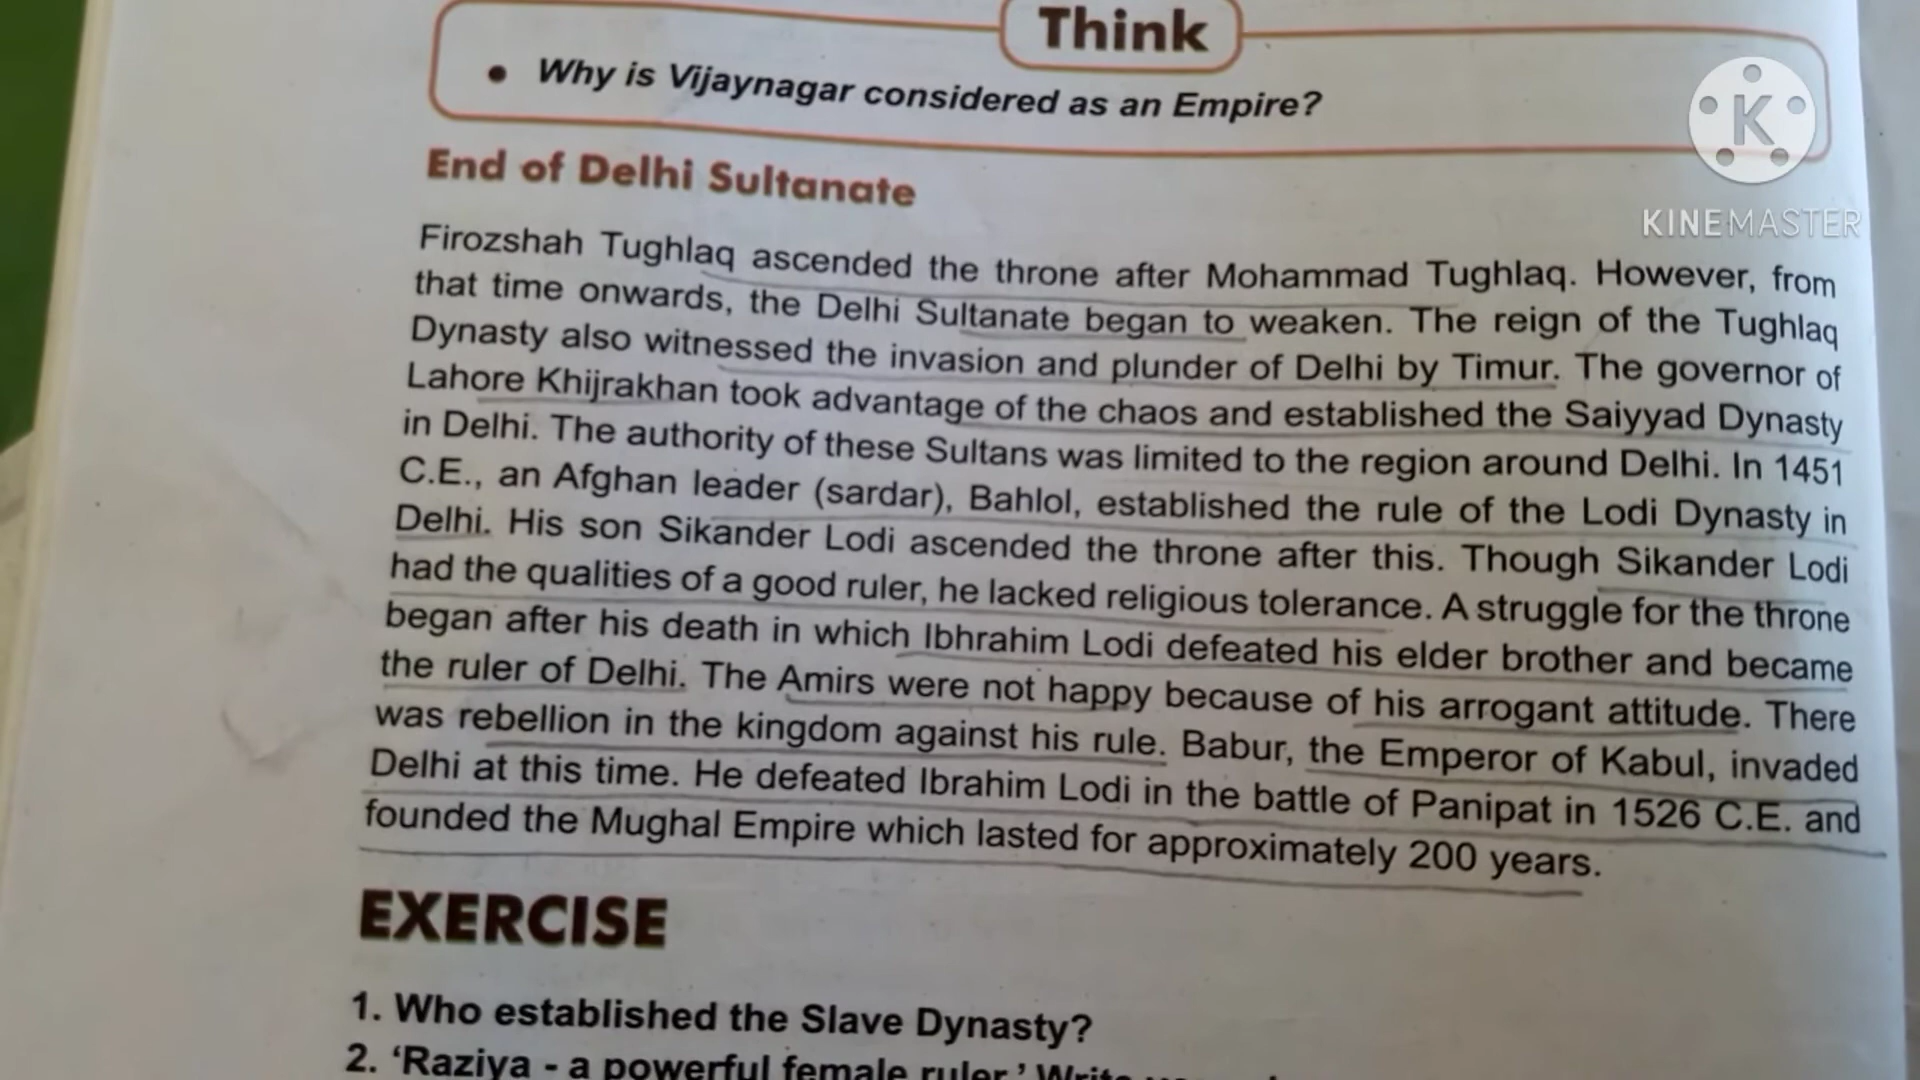 Think
• Why is Vijaynagar considered as an Empire?
K
KINEMASTER
End of Delhi Sultanate
Firozshah Tughlaq ascended the throne after Mohammad Tughlaq. However, from
that time onwards, the Delhi Sultanate began to weaken. The reign of the Tughlaq
Dynasty also witnessed the invasion and plunder of Delhi by Timur. The governor of
Lahore Khijrakhan took advantage of the chaos and established the Saiyyad Dynasty
in Delhi. The authority of these Sultans was limited to the region around Delhi. In 1451
C.E., an Afghan leader (sardar), Bahlol, established the rule of the Lodi Dynasty in
Delhi. His son Sikander Lodi ascended the throne after this. Though Sikander Lodi
had the qualities of a good ruler, he lacked religious tolerance. A struggle for the throne
began after his death in which Ibhrahim Lodi defeated his elder brother and became
the ruler of Delhi. The Amirs were not happy because of his arrogant attitude. There
was rebellion in the kingdom against his rule. Babur, the Emperor of Kabul, invaded
Delhi at this time. He defeated Ibrahim Lodi in the battle of Panipat in 1526 C.E. and
founded the Mughal Empire which lasted for approximately 200 years.
EXERCISE
1. Who established the Slave Dynasty?
2. ‘Raziya - a powerful female ruler.’ Write